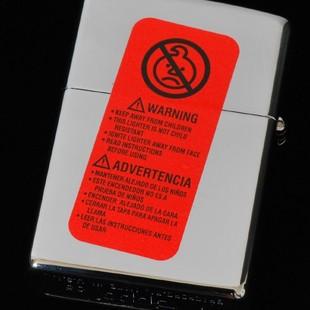 WARNING
• KEEP AWAY FROM CHILDREN
• THIS LIGHTER IS NOT CHILD
RESISTANT
• IGNITE LIGHTER AWAY FROM FACE
• READ INSTRUCTIONS
BEFORE USING
ADVERTENCIA
• MANTENER ALEJADO DE LOS NIÑOS
• ESTE ENCENDEDOR NO ES A
PRUEBA DE NIÑOS
• ENCENDER ALEJADO DE LA CARA
• CERRAR LA TAPA PARA APAGAR LA
LLAMA
• LEER LAS INSTRUCCIONES ANTES
DE USAR